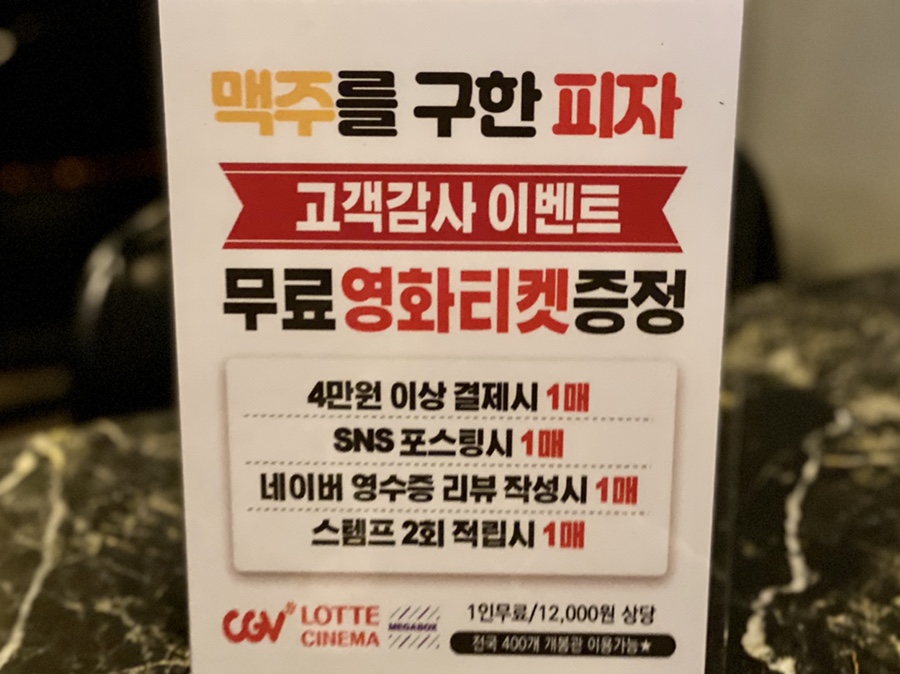 맥주를 구한 피자
고객감사 이벤트
무료영화티켓증정
4만원 이상 결제시 1매
SNS 포스팅시 1매
네이버 영수증 리뷰 작성시 1매
스템프 2회 적립시 1매
CGV LOTTE CINEMA MEGABOX
1인무료/12,000원 상당
전국 400개 개봉관 이용가능★